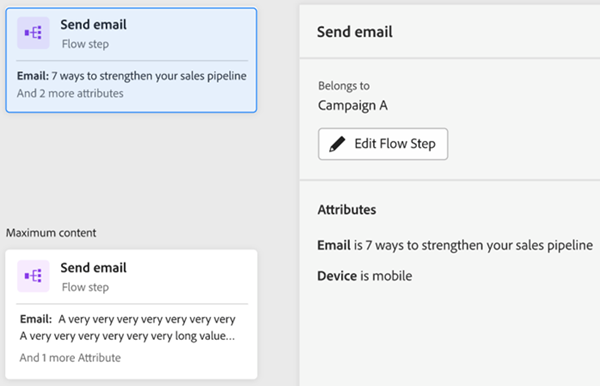 Send email
Flow step
Email: 7 ways to strengthen your sales pipeline
And 2 more attributes
Maximum content
Send email
Flow step
Email: A very very very very very very very
A very very very very very very long value...
And 1 more Attribute
Send email
Belongs to
Campaign A
Edit Flow Step
Attributes
Email is 7 ways to strengthen your sales pipeline
Device is mobile